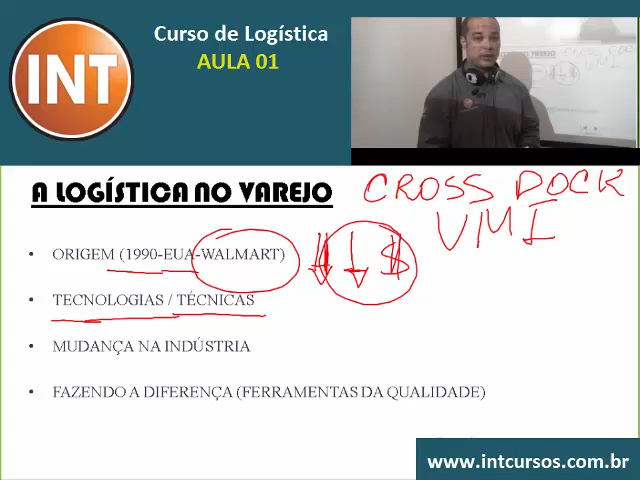 Curso de Logística
AULA 01
INT
A LOGÍSTICA NO VAREJO
CROSS DOCK
VMI
• ORIGEM (1990-EUA-WALMART)
$
• TECNOLOGIAS / TÉCNICAS
• MUDANÇA NA INDÚSTRIA
• FAZENDO A DIFERENÇA (FERRAMENTAS DA QUALIDADE)
www.intcursos.com.br